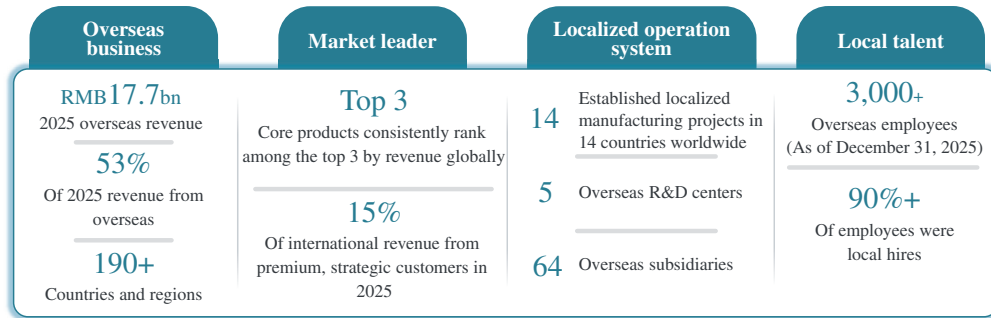 Overseas
business
RMB17.7bn
2025 overseas revenue
53%
Of 2025 revenue from
overseas
190+
Countries and regions
Market leader
Top 3
Core products consistently rank
among the top 3 by revenue globally
15%
Of international revenue from
premium, strategic customers in
2025
Localized operation
system
14
Established localized
manufacturing projects in
14 countries worldwide
5
Overseas R&D centers
64
Overseas subsidiaries
Local talent
3,000+
Overseas employees
(As of December 31, 2025)
90%+
Of employees were
local hires